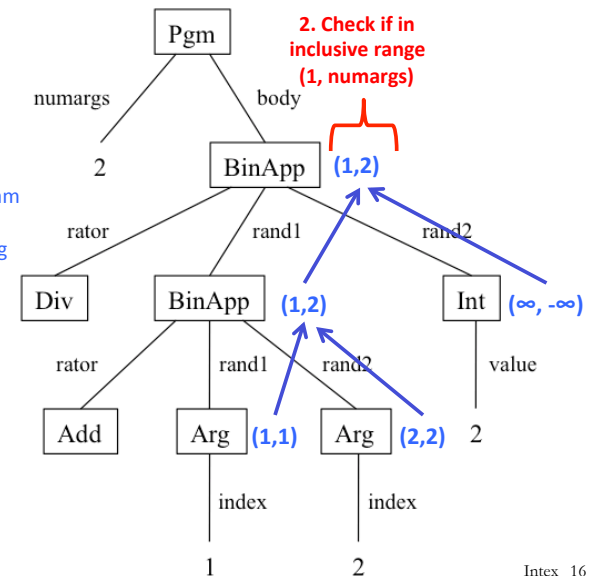 Pgm
2. Check if in
inclusive range
(1, numargs)
numargs
body
2
BinApp
(1,2)
am
g
rator
rand1
rand2
Div
BinApp
(1,2)
Int
(∞, -∞)
rator
rand1
rand2
value
Add
Arg
(1,1)
Arg
(2,2)
2
index
index
1
2
Intex 16